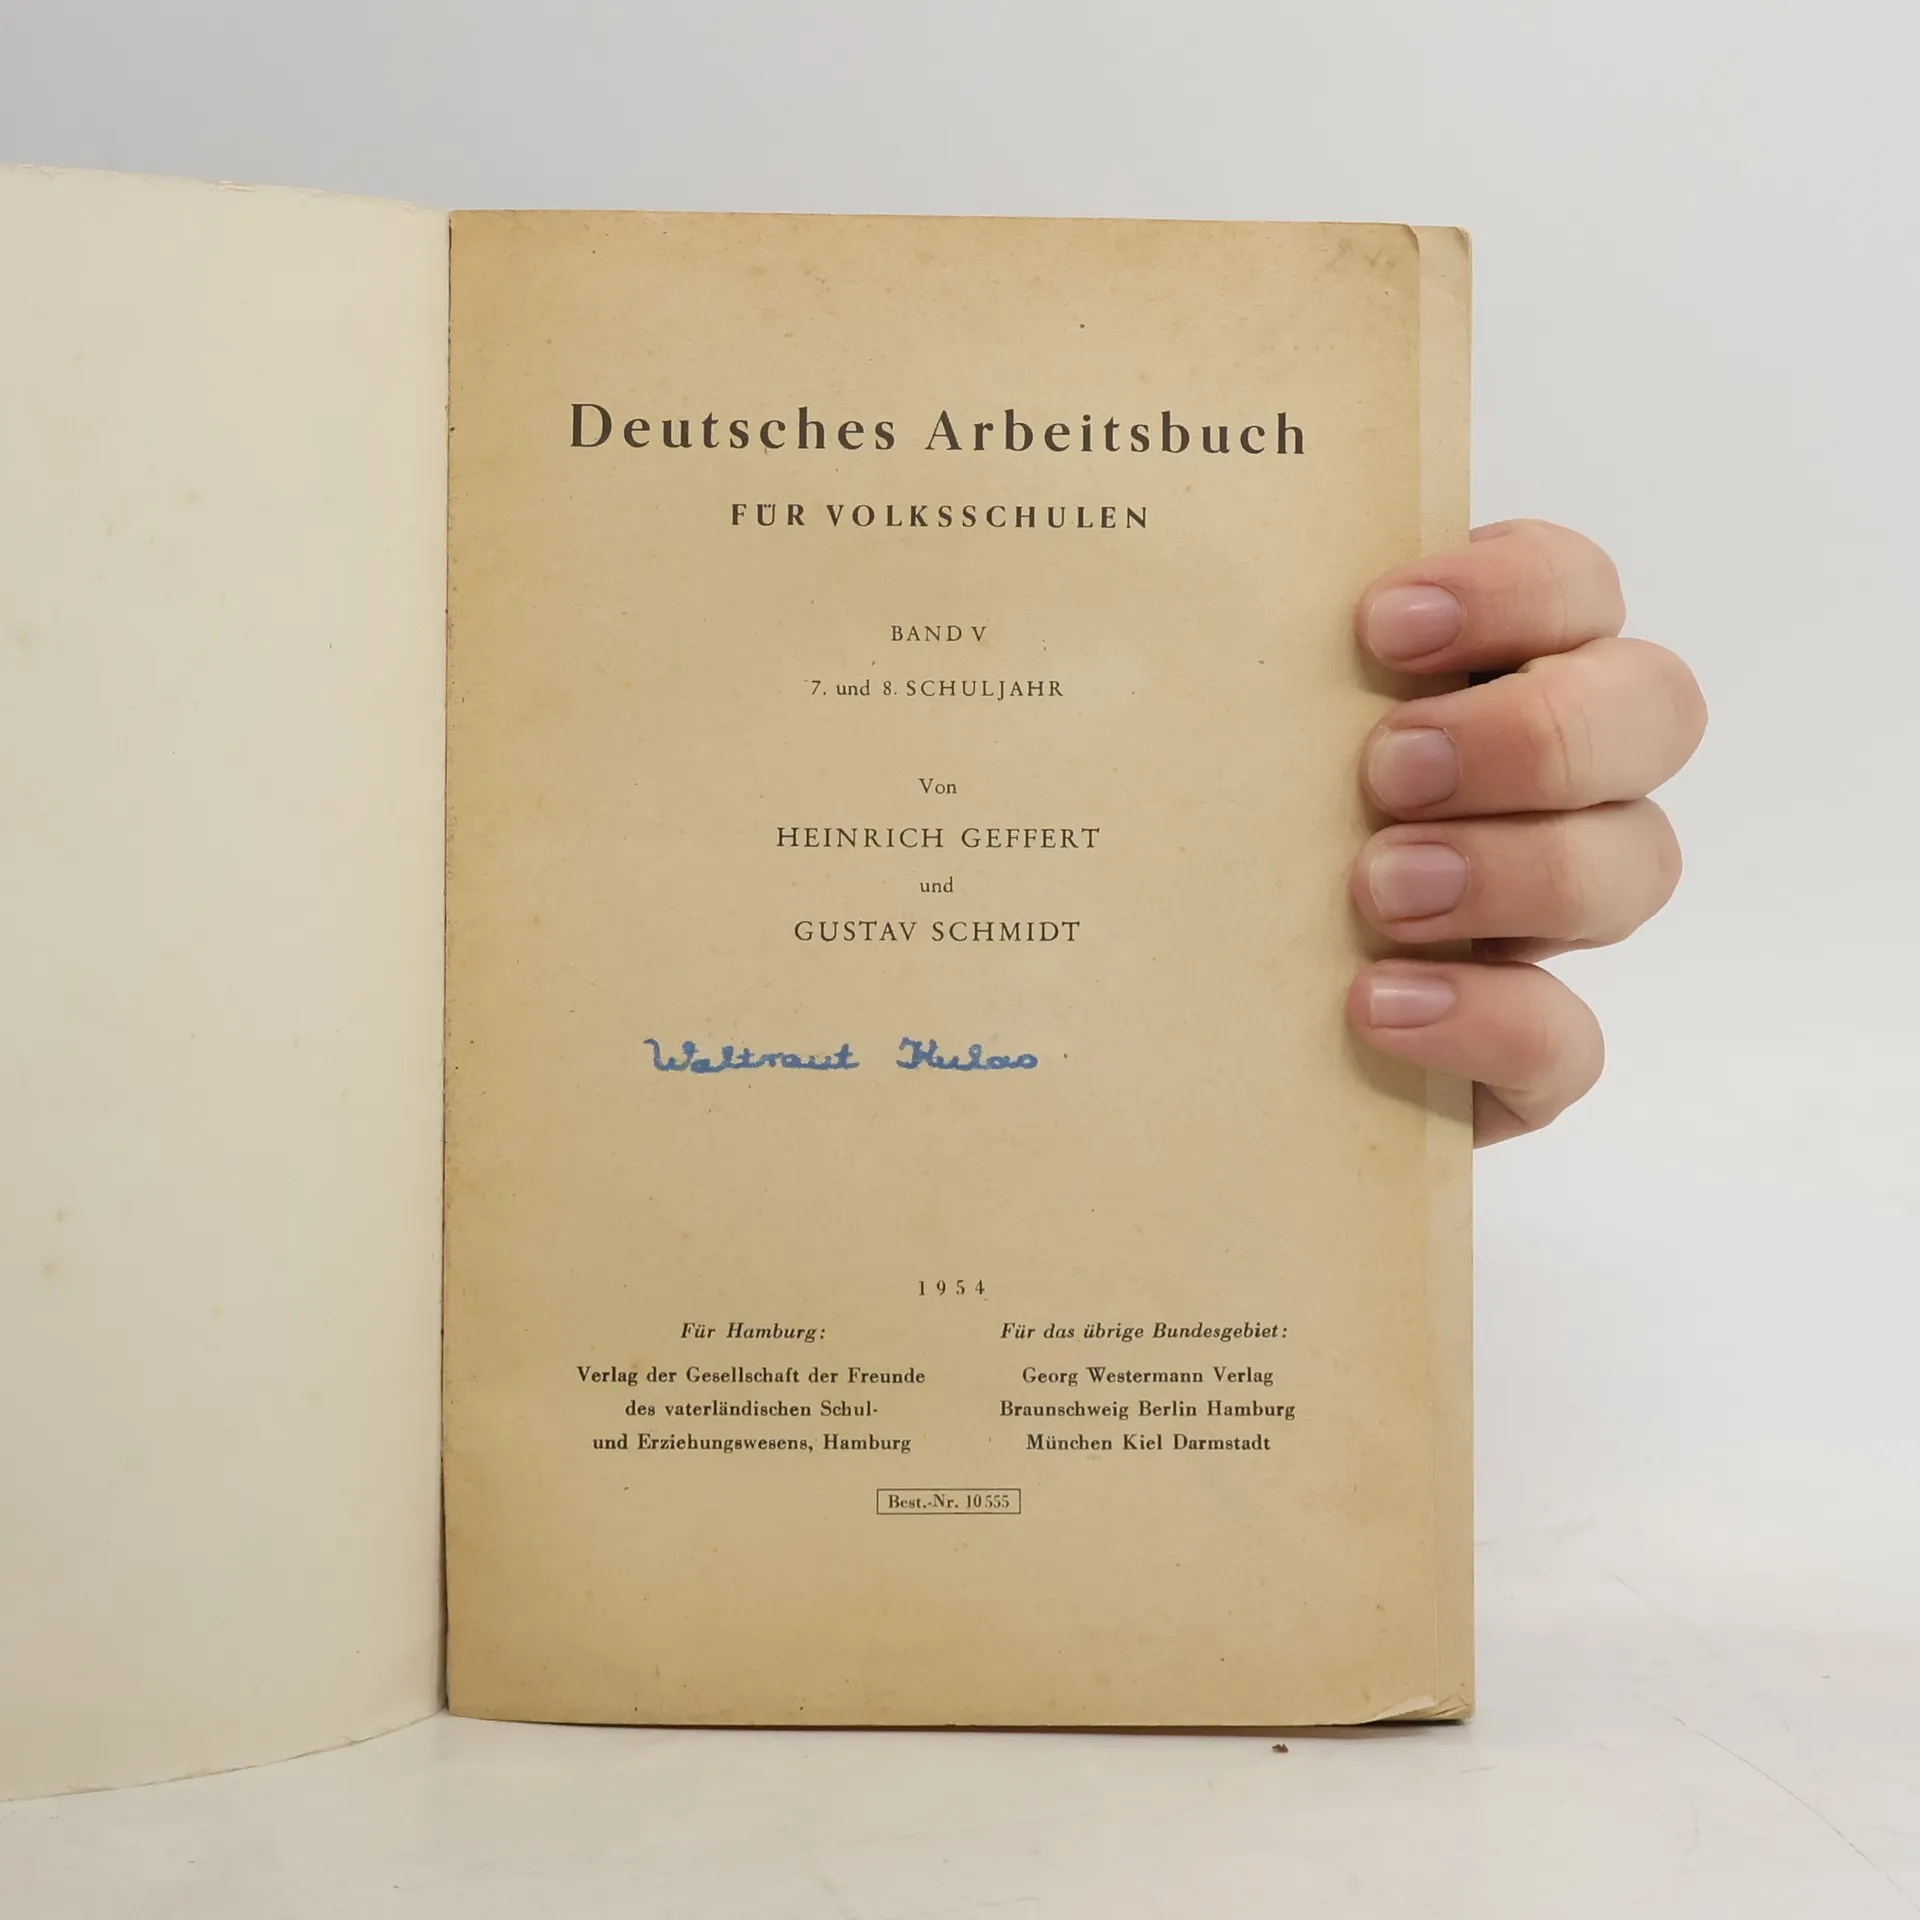 Deutsches Arbeitsbuch
FÜR VOLKSSCHULEN
BAND V
7. und 8. SCHULJAHR
Von
HEINRICH GEFFERT
und
GUSTAV SCHMIDT
Waltraut
1954
Für Hamburg:
Verlag der Gesellschaft der Freunde
des vaterländischen Schul-
und Erziehungswesens, Hamburg
Für das übrige Bundesgebiet:
Georg Westermann Verlag
Braunschweig Berlin Hamburg
München Kiel Darmstadt
Best.-Nr. 10555